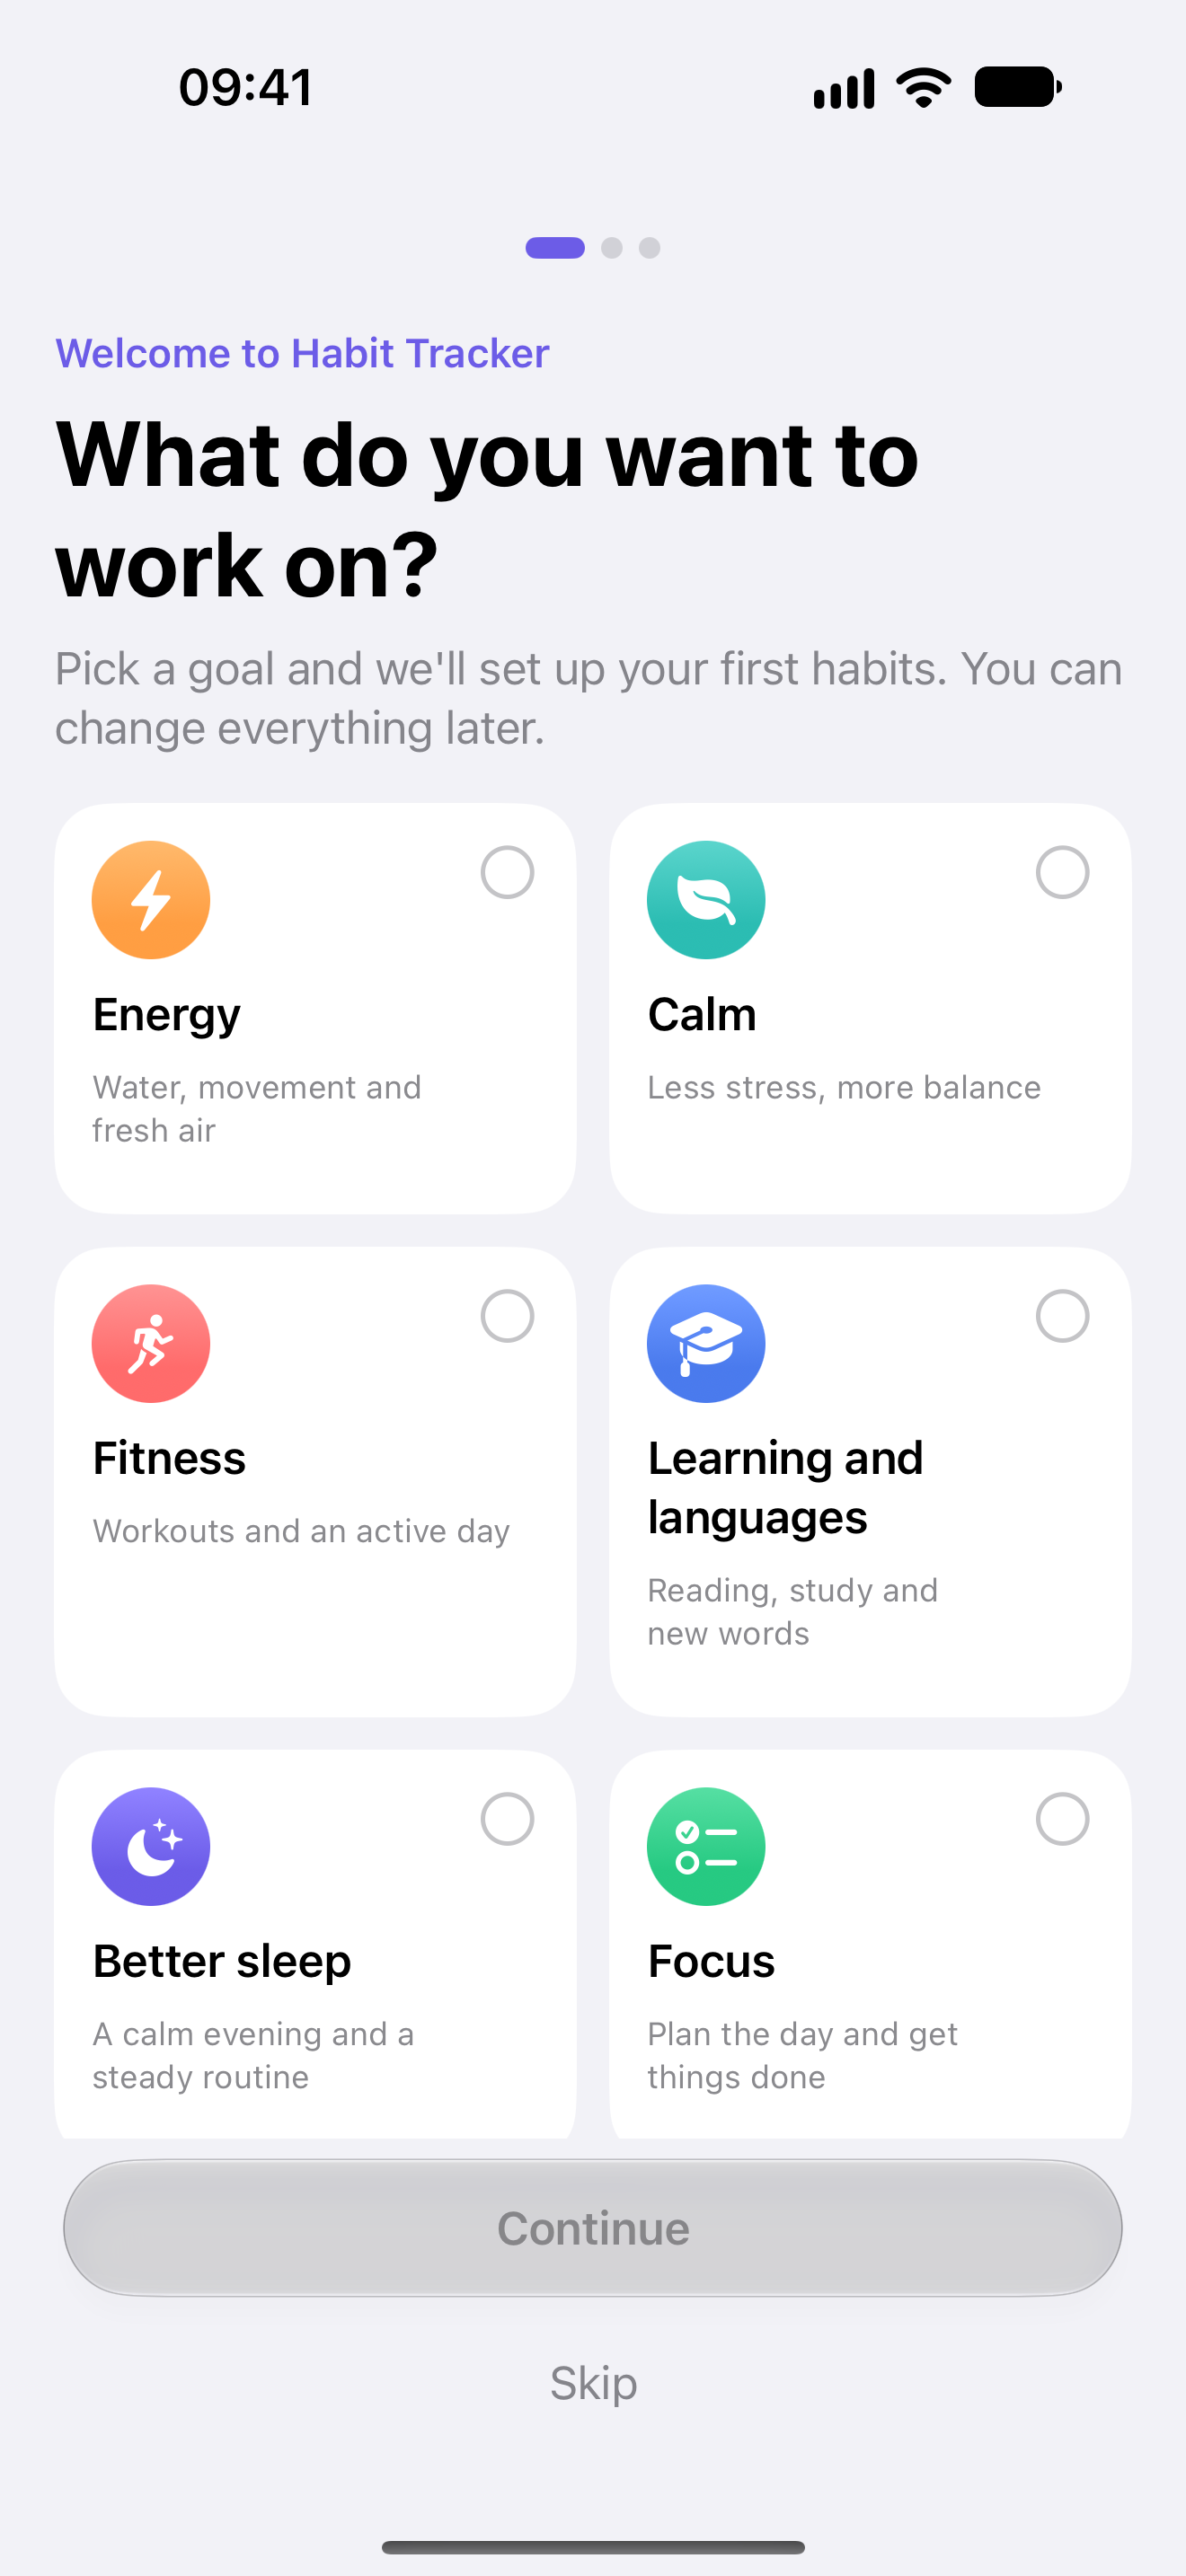 09:41
Welcome to Habit Tracker
What do you want to
work on?
Pick a goal and we'll set up your first habits. You can
change everything later.
Energy
Water, movement and
fresh air
Calm
Less stress, more balance
Fitness
Workouts and an active day
Learning and
languages
Reading, study and
new words
Better sleep
A calm evening and a
steady routine
Focus
Plan the day and get
things done
Continue
Skip